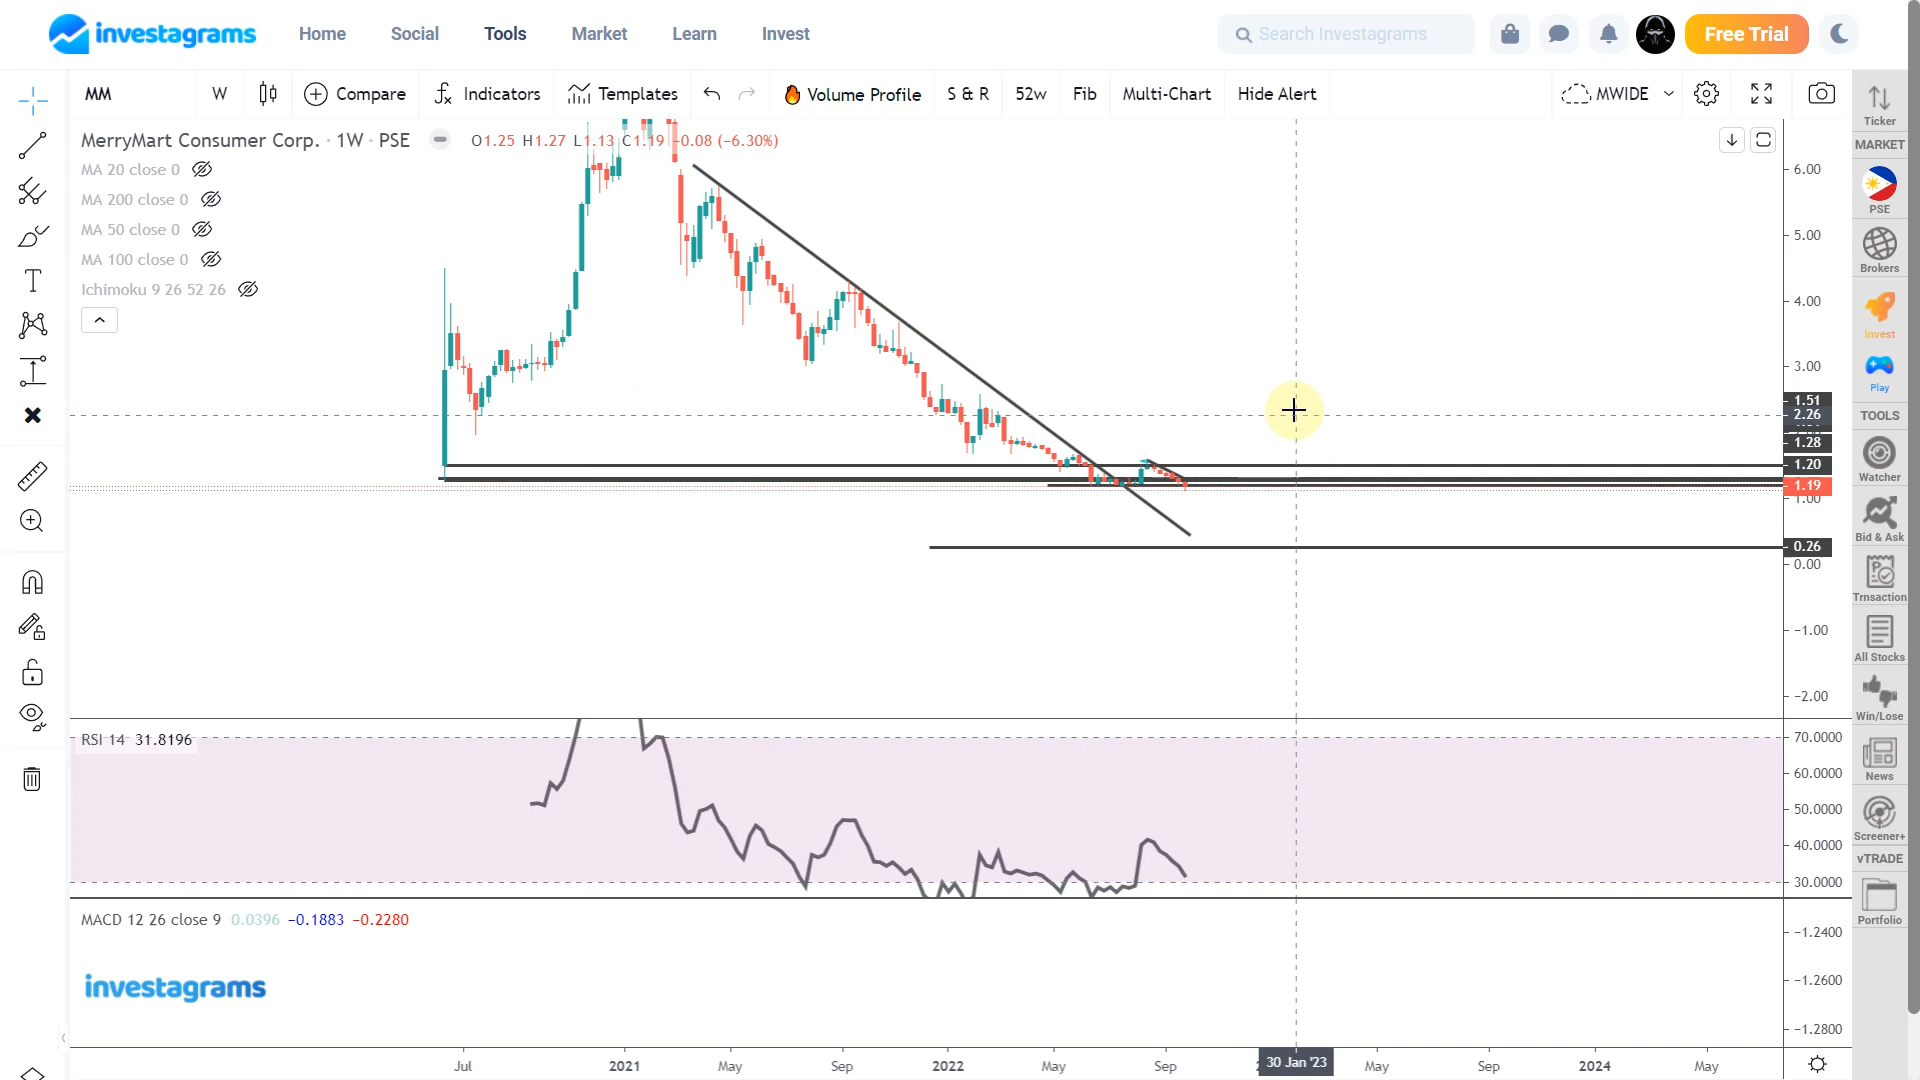 investagrams Home Social Tools Market Learn Invest Search Investagrams Free Trial
MM W Compare Indicators Templates Volume Profile S & R 52w Fib Multi-Chart Hide Alert MWIDE
MerryMart Consumer Corp. · 1W · PSE O1.25 H1.27 L1.13 C1.19 −0.08 (−6.30%)
MA 20 close 0
MA 200 close 0
MA 50 close 0
MA 100 close 0
Ichimoku 9 26 52 26
6.00
5.00
4.00
3.00
1.51
2.26
1.28
1.20
1.19
1.00
0.26
0.00
−1.00
−2.00
RSI 14 31.8196
70.0000
60.0000
50.0000
40.0000
30.0000
MACD 12 26 close 9 0.0396 −0.1883 −0.2280
−1.2400
−1.2600
−1.2800
investagrams
Jul 2021 May Sep 2022 May Sep 30 Jan '23 May Sep 2024 May
Ticker
MARKET
PSE
Brokers
Invest
Play
TOOLS
Watcher
Bid & Ask
Trnsaction
All Stocks
Win/Lose
News
Screener+
vTRADE
Portfolio